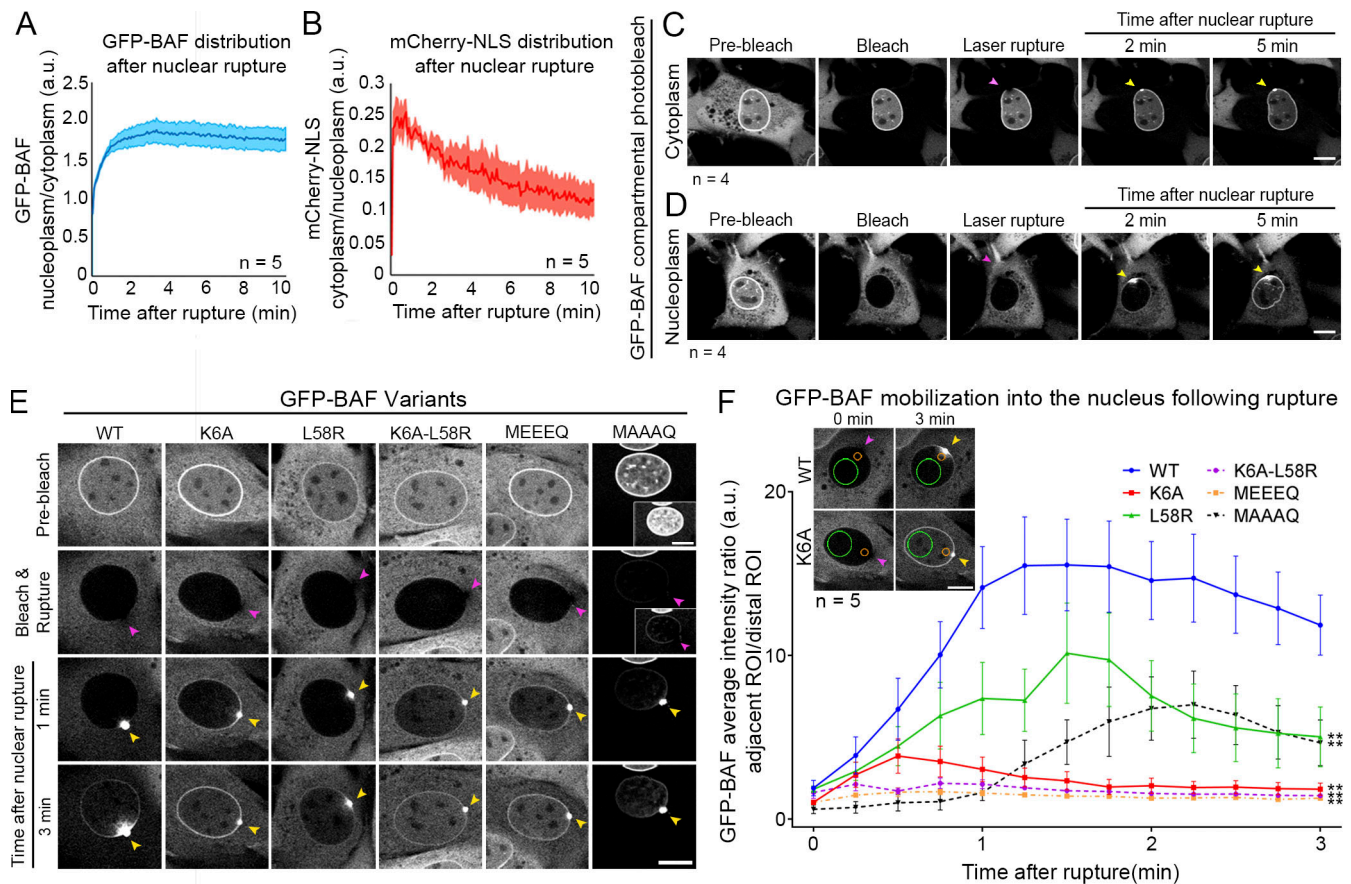 A
GFP-BAF distribution
after nuclear rupture
GFP-BAF
nucleoplasm/cytoplasm (a.u.)
2.5
2.0
1.5
1.0
0.5
0
n = 5
0 2 4 6 8 10
Time after rupture (min)
B
mCherry-NLS distribution
after nuclear rupture
mCherry-NLS
cytoplasm/nucleoplasm (a.u.)
0.3
0.25
0.2
0.15
0.1
0.05
0
n = 5
0 2 4 6 8 10
Time after rupture (min)
GFP-BAF compartmental photobleach
C
Time after nuclear rupture
Pre-bleach Bleach Laser rupture 2 min 5 min
Cytoplasm
n = 4
D
Time after nuclear rupture
Pre-bleach Bleach Laser rupture 2 min 5 min
Nucleoplasm
n = 4
E
GFP-BAF Variants
WT K6A L58R K6A-L58R MEEEQ MAAAQ
Pre-bleach
Bleach &
Rupture
Time after nuclear rupture
1 min
3 min
F
GFP-BAF mobilization into the nucleus following rupture
0 min 3 min
WT
K6A
n = 5
WT
K6A
L58R
K6A-L58R
MEEEQ
MAAAQ
GFP-BAF average intensity ratio (a.u.)
adjacent ROI/distal ROI
20
10
0
**
**
**
**
**
0 1 2 3
Time after rupture(min)